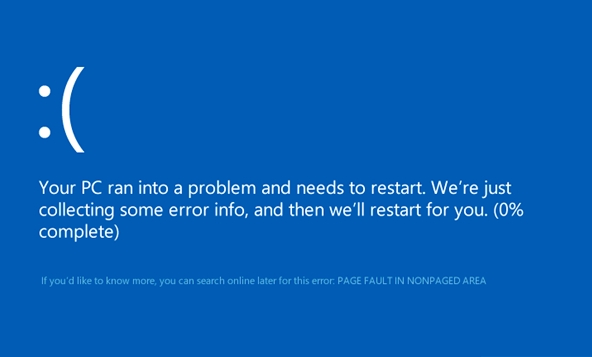 :(
Your PC ran into a problem and needs to restart. We're just
collecting some error info, and then we'll restart for you. (0%
complete)
If you'd like to know more, you can search online later for this error: PAGE FAULT IN NONPAGED AREA